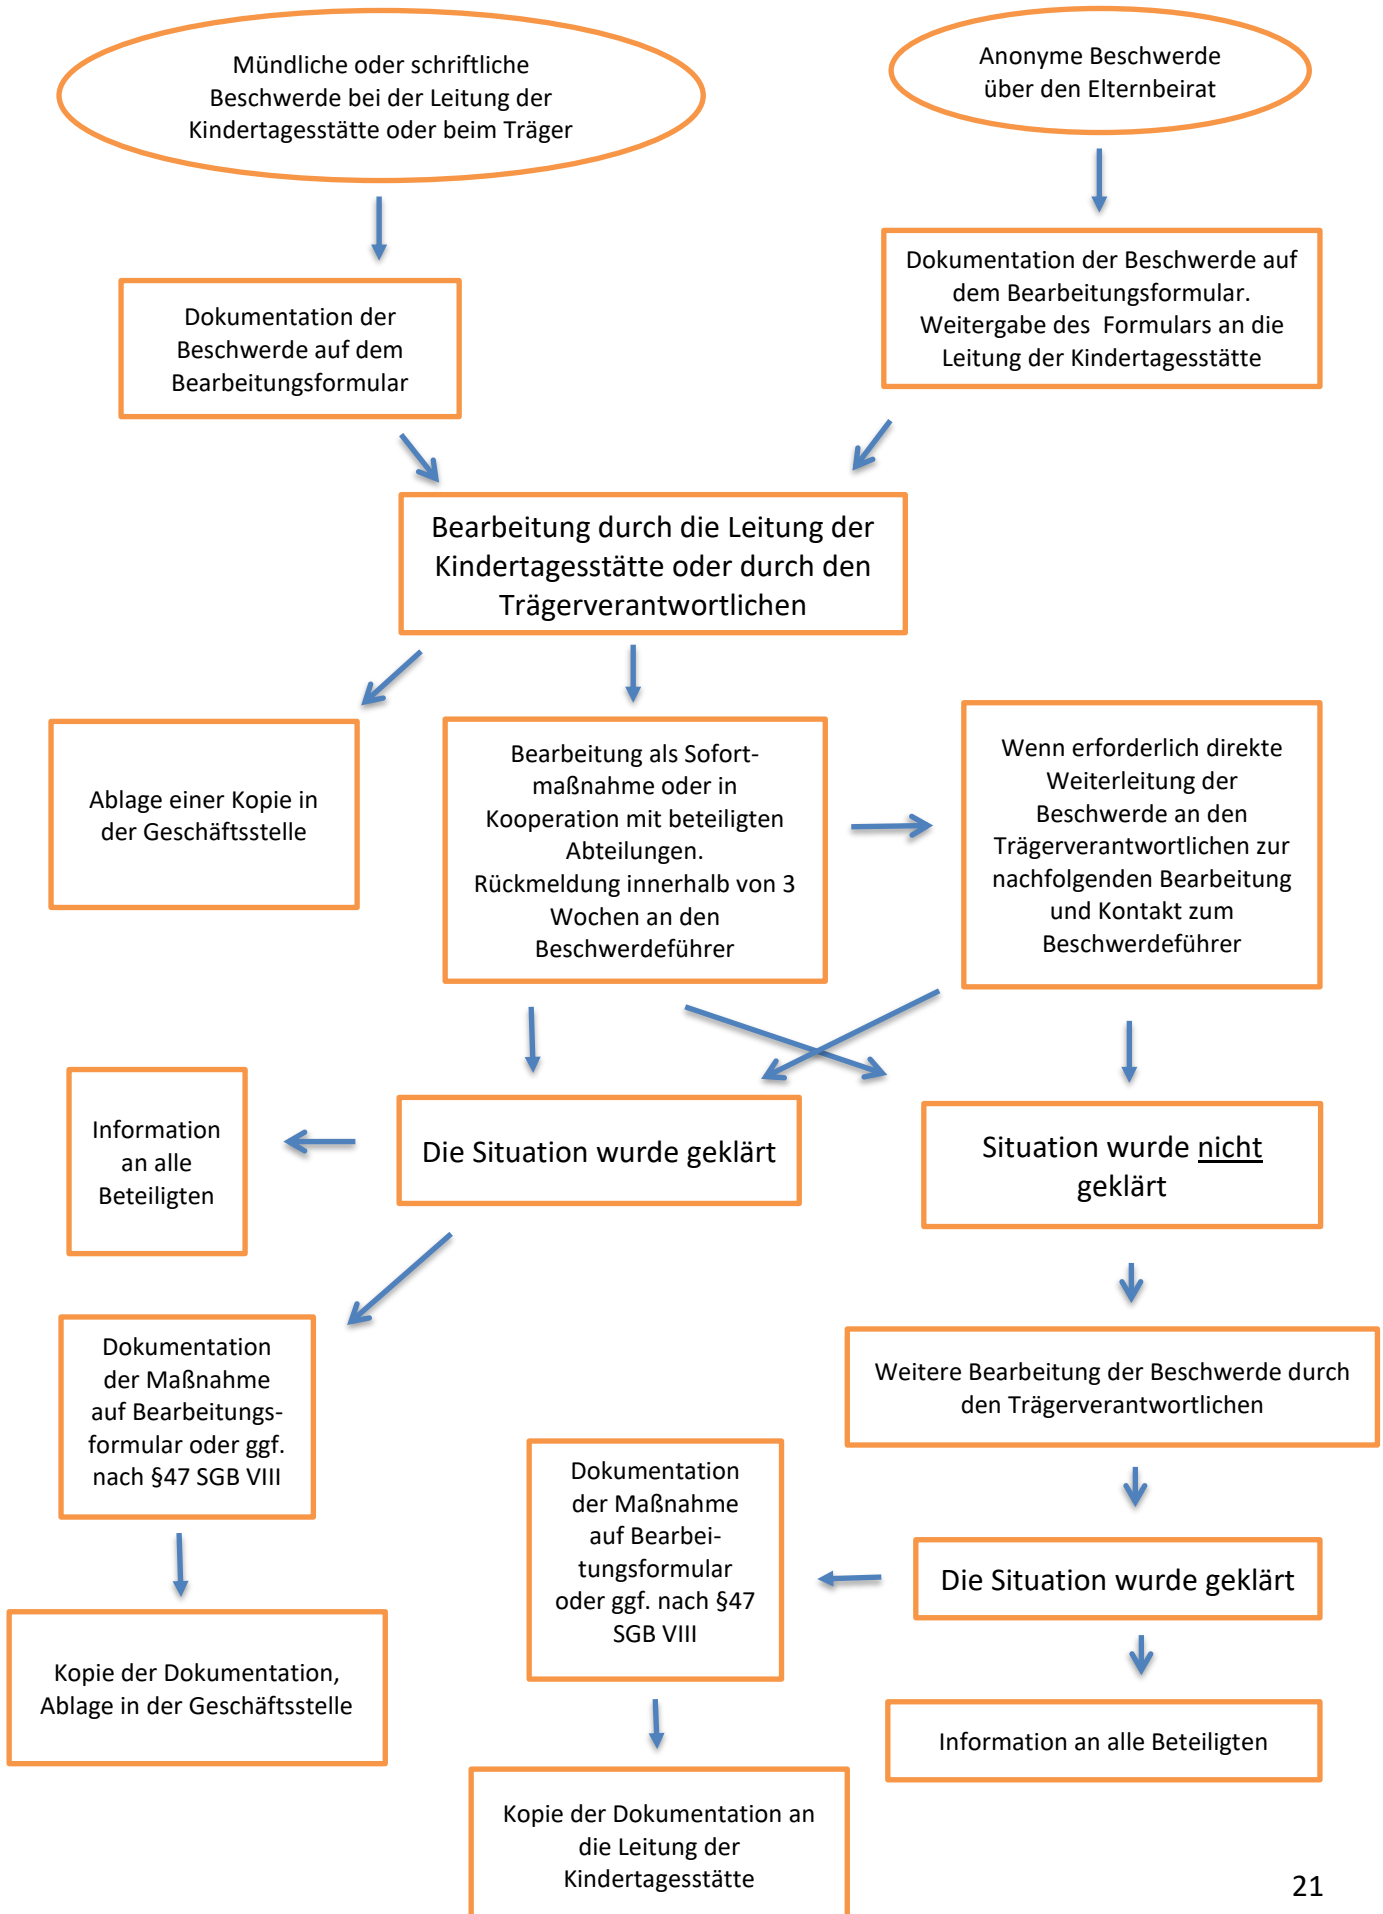 Mündliche oder schriftliche
Beschwerde bei der Leitung der
Kindertagesstätte oder beim Träger
Anonyme Beschwerde
über den Elternbeirat
Dokumentation der
Beschwerde auf dem
Bearbeitungsformular
Dokumentation der Beschwerde auf
dem Bearbeitungsformular.
Weitergabe des  Formulars an die
Leitung der Kindertagesstätte
Bearbeitung durch die Leitung der
Kindertagesstätte oder durch den
Trägerverantwortlichen
Ablage einer Kopie in
der Geschäftsstelle
Bearbeitung als Sofort-
maßnahme oder in
Kooperation mit beteiligten
Abteilungen.
Rückmeldung innerhalb von 3
Wochen an den
Beschwerdeführer
Wenn erforderlich direkte
Weiterleitung der
Beschwerde an den
Trägerverantwortlichen zur
nachfolgenden Bearbeitung
und Kontakt zum
Beschwerdeführer
Information
an alle
Beteiligten
Die Situation wurde geklärt
Situation wurde nicht
geklärt
Dokumentation
der Maßnahme
auf Bearbeitungs-
formular oder ggf.
nach §47 SGB VIII
Weitere Bearbeitung der Beschwerde durch
den Trägerverantwortlichen
Dokumentation
der Maßnahme
auf Bearbei-
tungsformular
oder ggf. nach §47
SGB VIII
Die Situation wurde geklärt
Kopie der Dokumentation,
Ablage in der Geschäftsstelle
Information an alle Beteiligten
Kopie der Dokumentation an
die Leitung der
Kindertagesstätte
21